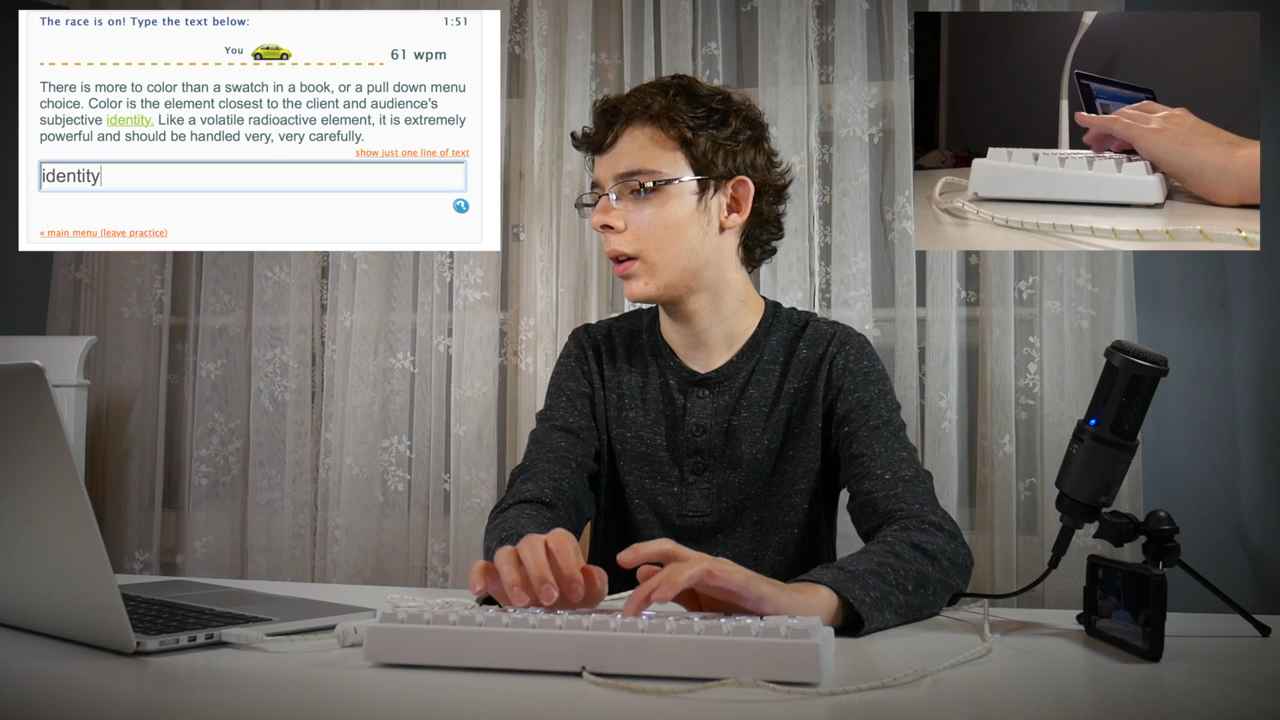 The race is on! Type the text below:
1:51
You
61 wpm
There is more to color than a swatch in a book, or a pull down menu
choice. Color is the element closest to the client and audience's
subjective identity. Like a volatile radioactive element, it is extremely
powerful and should be handled very, very carefully.
show just one line of text
identity
« main menu (leave practice)